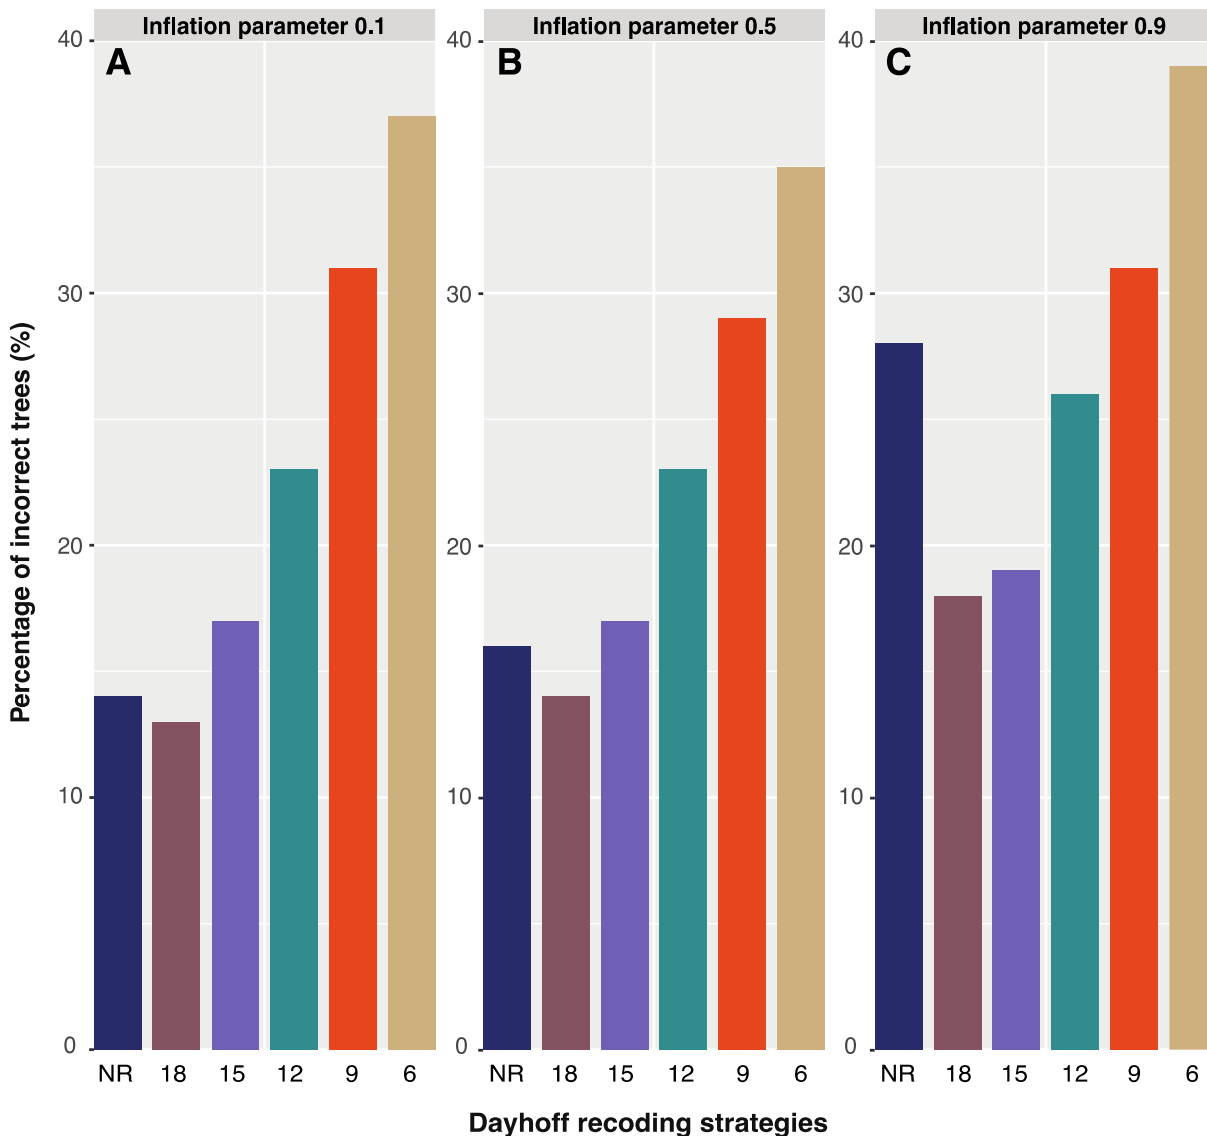 Inflation parameter 0.1
Inflation parameter 0.5
Inflation parameter 0.9
A
B
C
Percentage of incorrect trees (%)
40
30
20
10
0
40
30
20
10
0
40
30
20
10
0
NR 18 15 12 9 6
NR 18 15 12 9 6
NR 18 15 12 9 6
Dayhoff recoding strategies